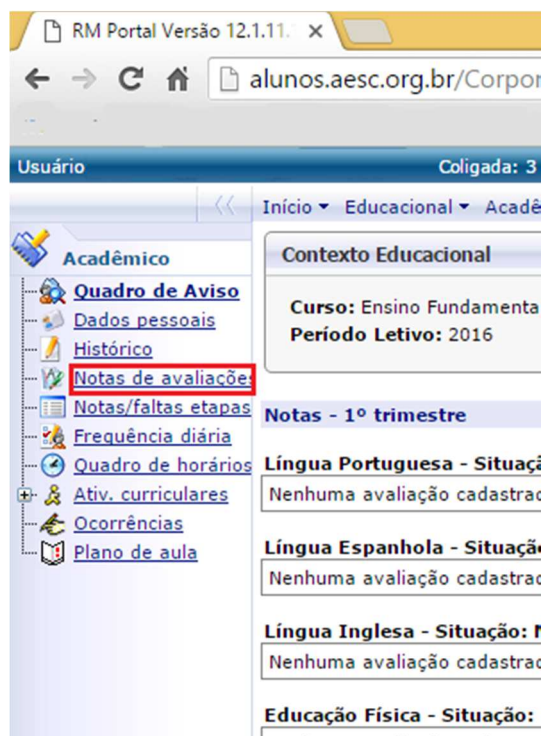 RM Portal Versão 12.1.11.
alunos.aesc.org.br/Corpor
Usuário
Coligada: 3
Início Educacional Acadê
Acadêmico
Quadro de Aviso
Dados pessoais
Histórico
Notas de avaliações
Notas/faltas etapas
Frequência diária
Quadro de horários
Ativ. curriculares
Ocorrências
Plano de aula
Contexto Educacional
Curso: Ensino Fundamenta
Período Letivo: 2016
Notas - 1º trimestre
Língua Portuguesa - Situaçã
Nenhuma avaliação cadastrad
Língua Espanhola - Situaçã
Nenhuma avaliação cadastrad
Língua Inglesa - Situação: N
Nenhuma avaliação cadastrad
Educação Física - Situação: